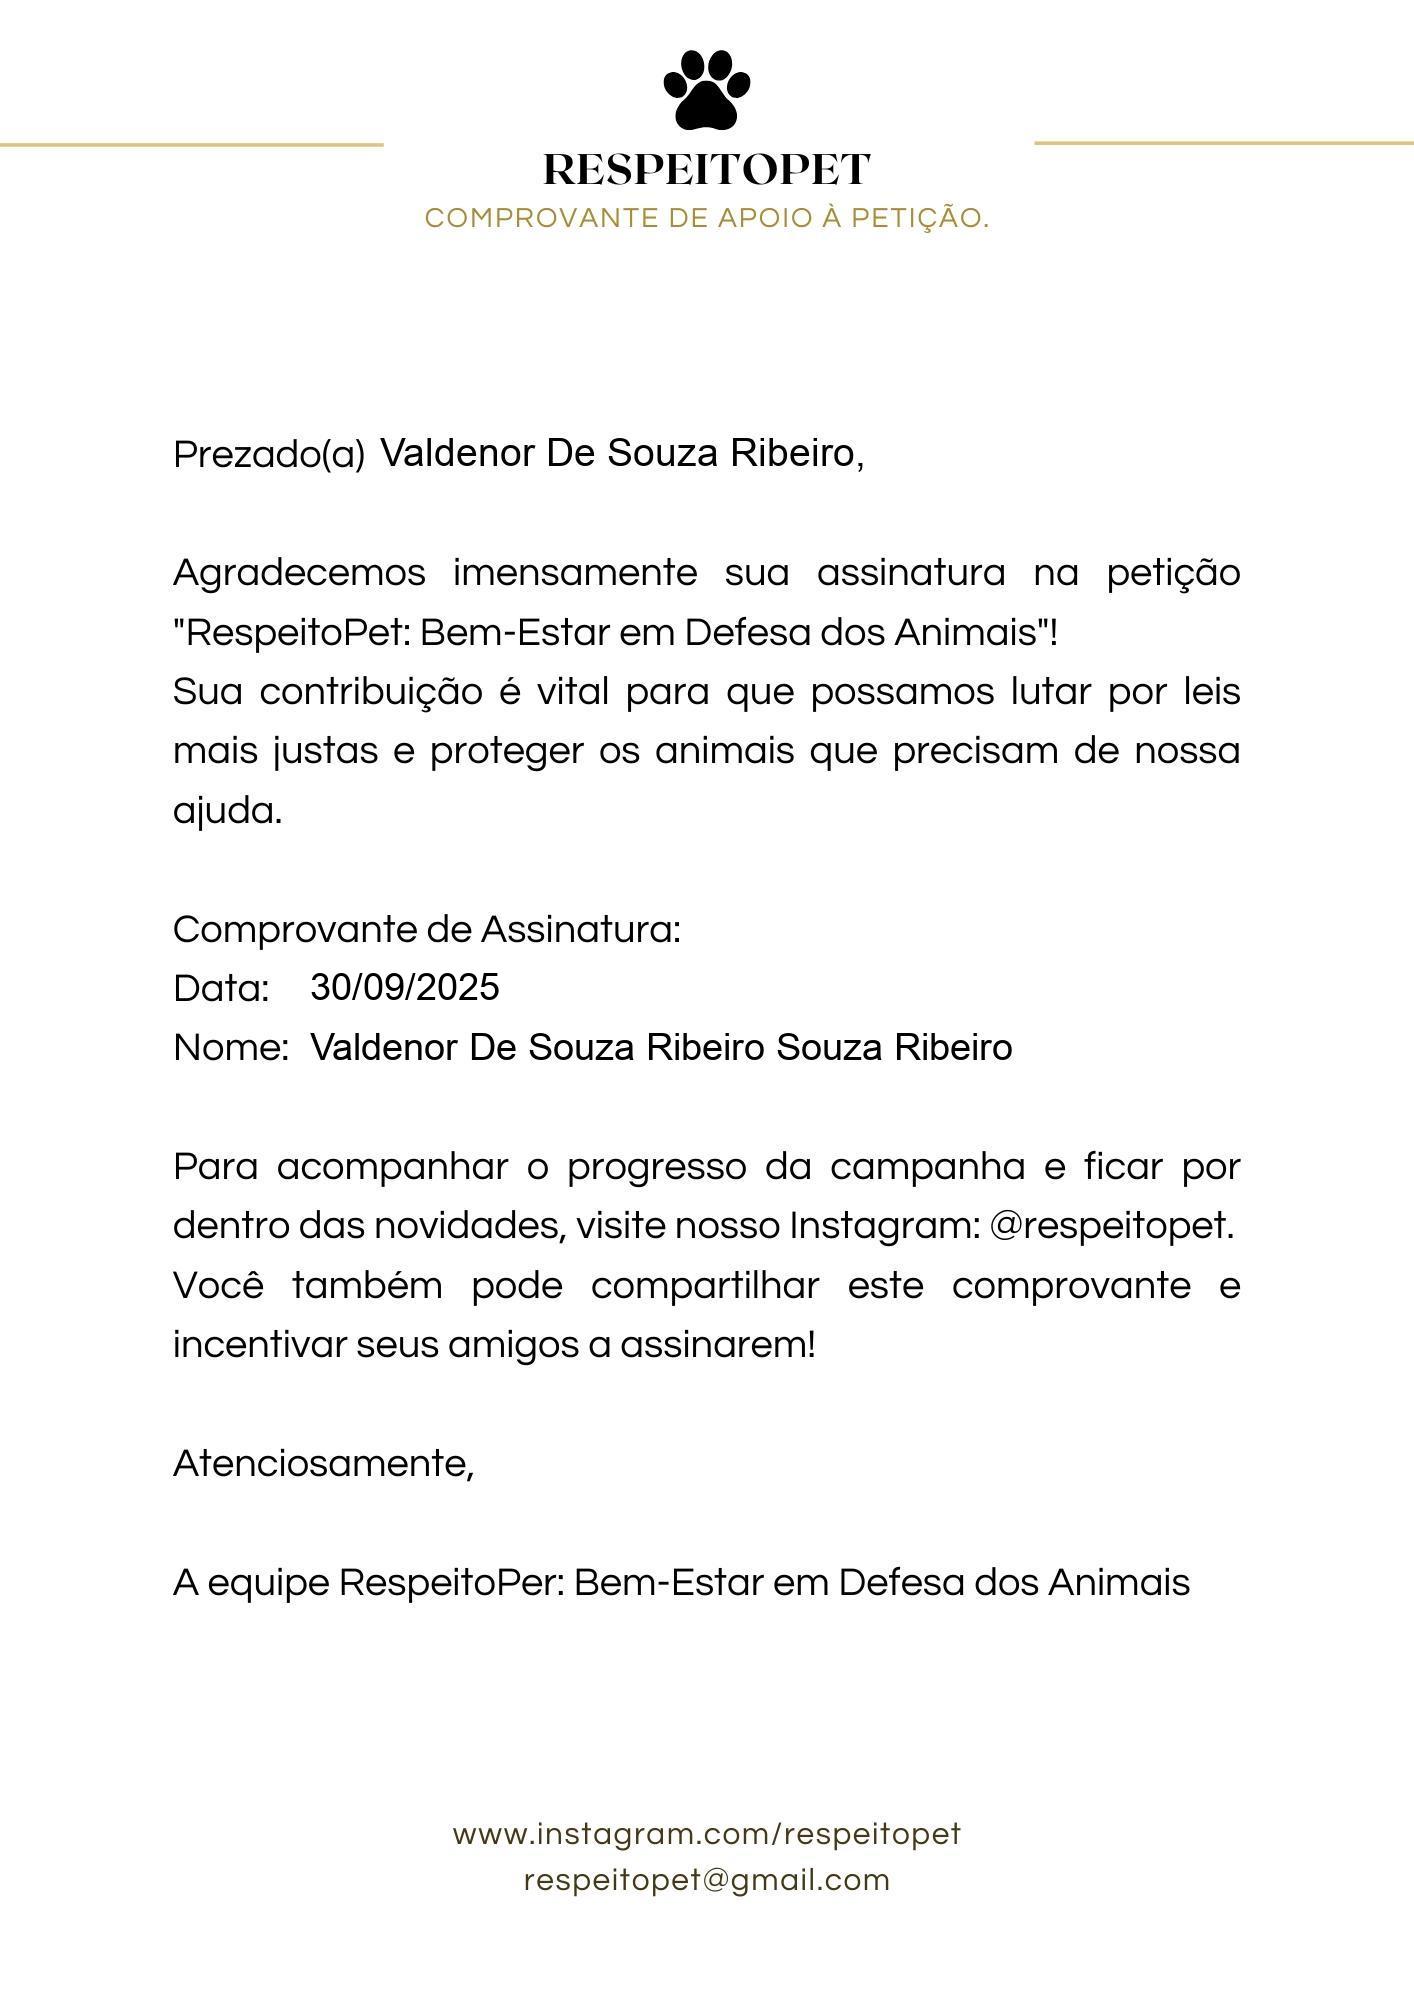 RESPEITOPET
COMPROVANTE DE APOIO À PETIÇÃO.
Prezado(a) Valdenor De Souza Ribeiro,
Agradecemos imensamente sua assinatura na petição
"RespeitoPet: Bem-Estar em Defesa dos Animais"!
Sua contribuição é vital para que possamos lutar por leis
mais justas e proteger os animais que precisam de nossa
ajuda.
Comprovante de Assinatura:
Data: 30/09/2025
Nome: Valdenor De Souza Ribeiro Souza Ribeiro
Para acompanhar o progresso da campanha e ficar por
dentro das novidades, visite nosso Instagram: @respeitopet.
Você também pode compartilhar este comprovante e
incentivar seus amigos a assinarem!
Atenciosamente,
A equipe RespeitoPer: Bem-Estar em Defesa dos Animais
www.instagram.com/respeitopet
respeitopet@gmail.com